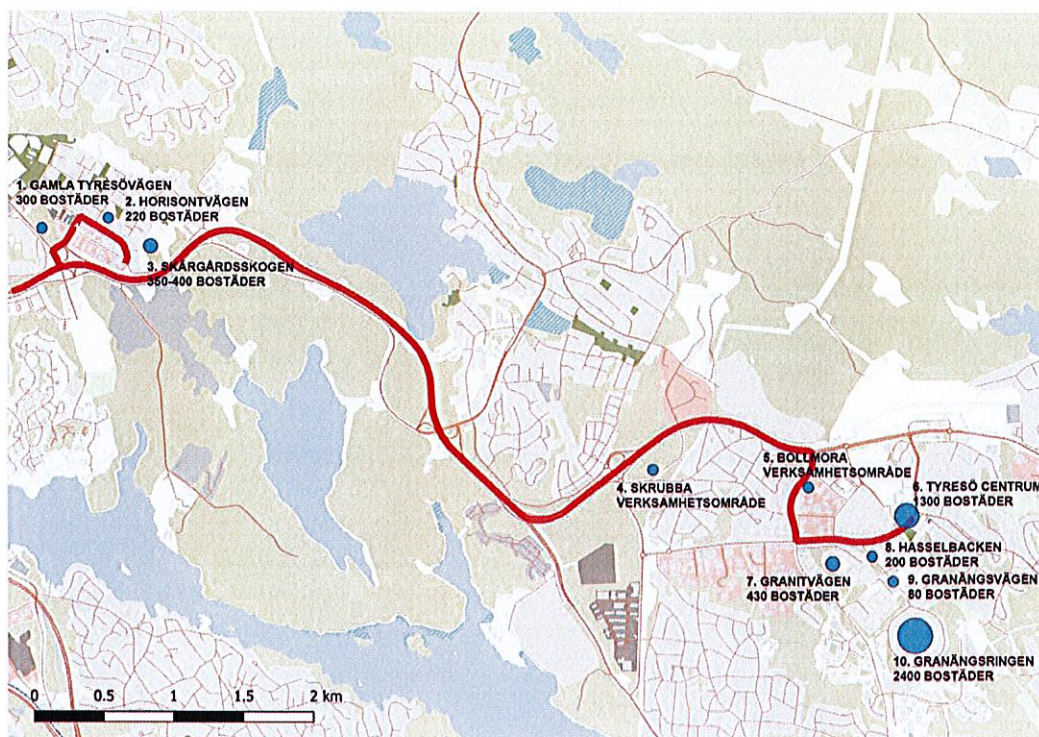 1. GAMLA TYRESÖVÄGEN
300 BOSTÄDER
2. HORISONTVÄGEN
220 BOSTÄDER
3. SKÄRGÅRDSSKOGEN
350-400 BOSTÄDER
4. SKRUBBA
VERKSAMHETSOMRÅDE
5. BOLLMORA
VERKSAMHETSOMRÅDE
6. TYRESÖ CENTRUM
1300 BOSTÄDER
7. GRANITVÄGEN
430 BOSTÄDER
8. HASSELBACKEN
200 BOSTÄDER
9. GRANÄNGSVÄGEN
80 BOSTÄDER
10. GRANÄNGSRINGEN
2400 BOSTÄDER
0 0.5 1 1.5 2 km